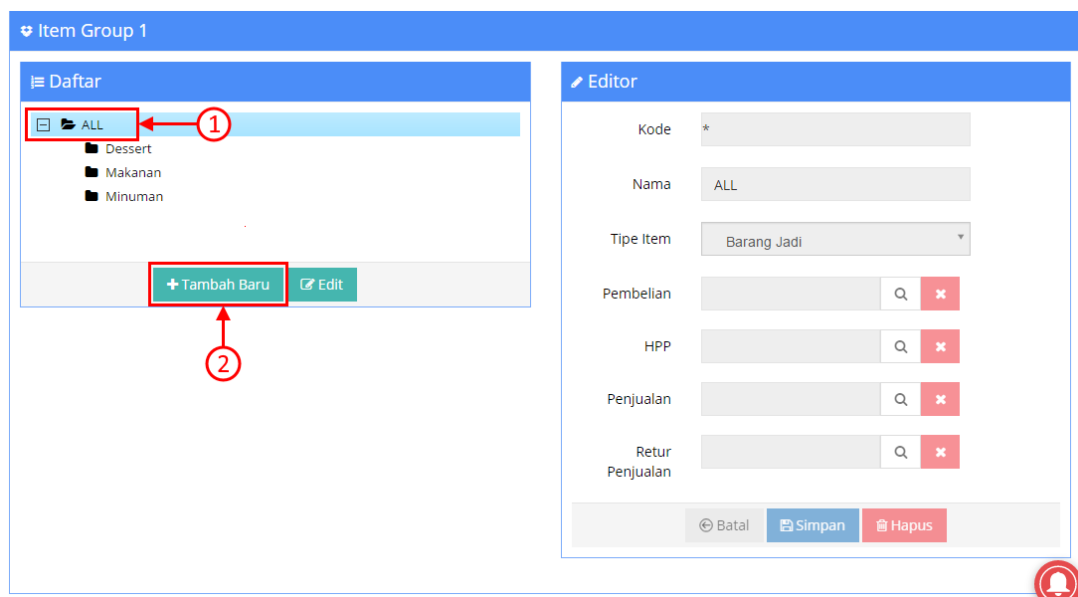 Item Group 1
Daftar
ALL
1
Dessert
Makanan
Minuman
Tambah Baru
Edit
2
Editor
Kode
*
Nama
ALL
Tipe Item
Barang Jadi
Pembelian
HPP
Penjualan
Retur
Penjualan
Batal
Simpan
Hapus